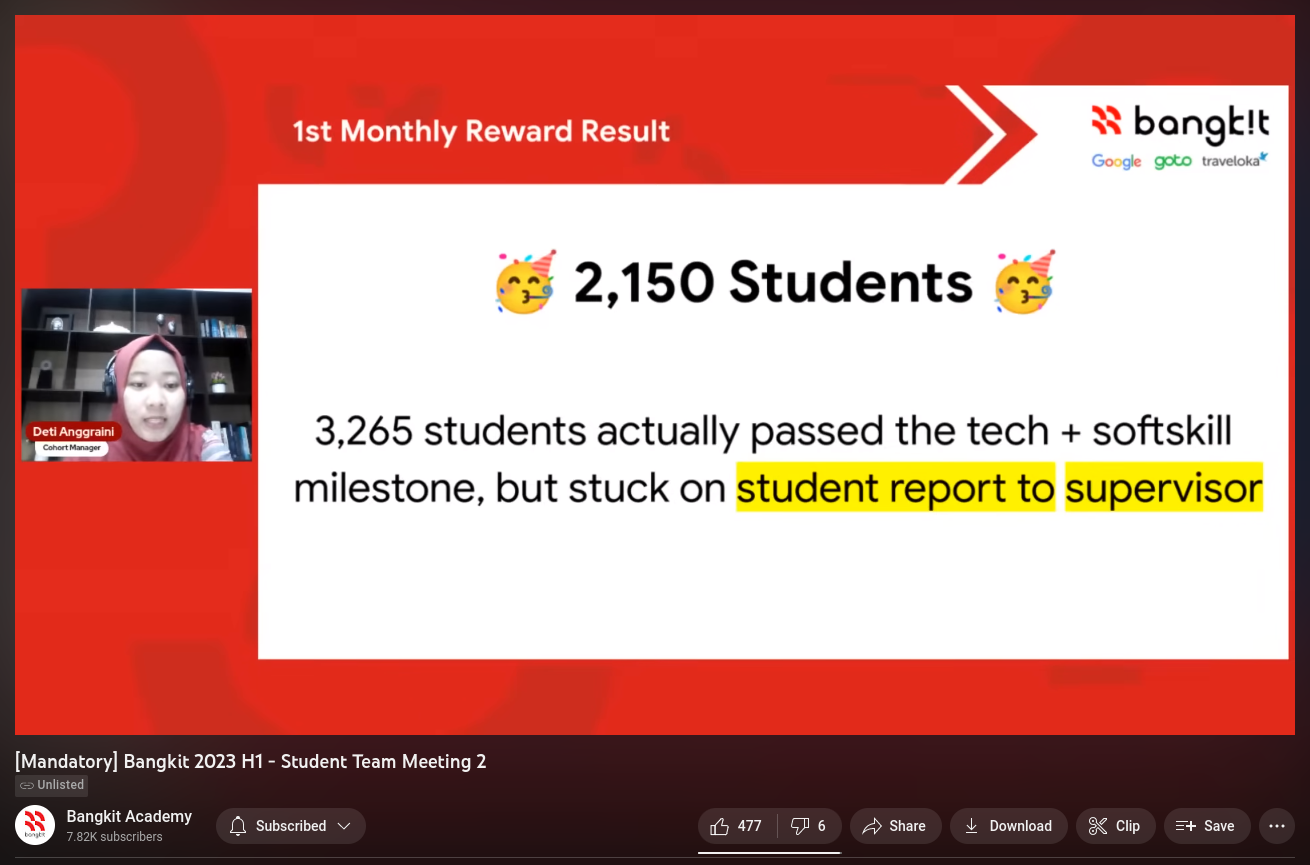 1st Monthly Reward Result
bangk!t
Google goto traveloka
2,150 Students
3,265 students actually passed the tech + softskill
milestone, but stuck on student report to supervisor
Deti Anggraini
Cohort Manager
[Mandatory] Bangkit 2023 H1 - Student Team Meeting 2
Unlisted
bangk!t
Bangkit Academy
7.82K subscribers
Subscribed
477
6
Share
Download
Clip
Save